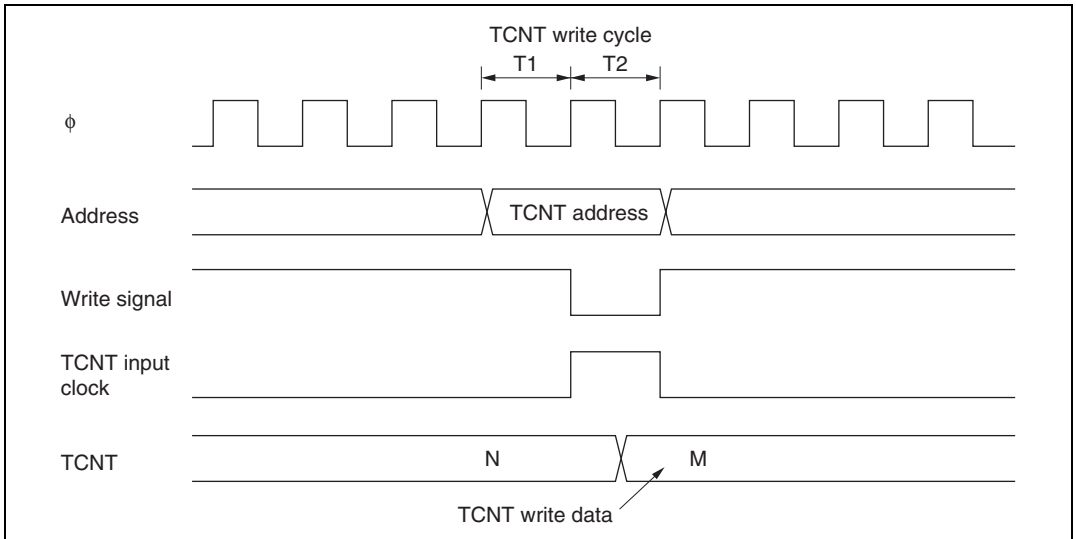 TCNT write cycle
T1 T2
ϕ
Address
TCNT address
Write signal
TCNT input
clock
TCNT
N M
TCNT write data